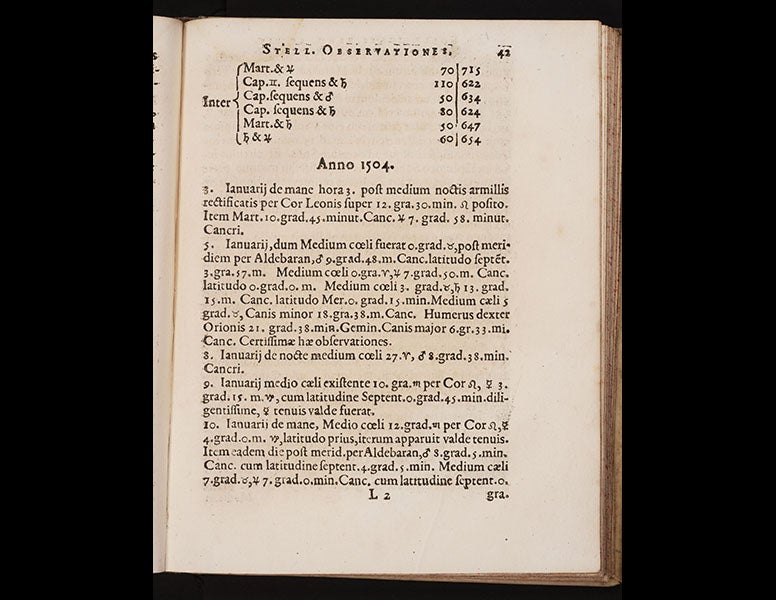 STELL. OBSERVATIONES, 42
Mart.& ♃ 70 | 715
Cap.♊. ſequens & ♄ 110 | 622
Inter Cap.ſequens & ♂ 50 | 634
Cap. ſequens & ♄ 80 | 624
Mart.& ♄ 50 | 647
♄ & ♃ 60 | 654
Anno 1504.
3. Ianuarij de mane hora 3. poſt medium noctis armillis
rectificatis per Cor Leonis ſuper 12. gra.30.min. ♌ poſito.
Item Mart.10.grad.45.minut.Canc.♃ 7. grad. 58. minut.
Cancri.
5. Ianuarij,dum Medium cœli fuerat 0.grad.♉,poſt meri-
diem per Aldebaran,♂ 9.grad.48.m.Canc.latitudo ſeptēt.
3.gra.57.m. Medium cœli 0.gra.♈,♃ 7.grad.50.m. Canc.
latitudo 0.grad.0.m. Medium cœli 3. grad.♉,♄ 13. grad.
15.m. Canc. latitudo Mer.0. grad.15.min.Medium cæli 5
grad.♉, Canis minor 18.gra.38.m.Canc. Humerus dexter
Orionis 21. grad.38.min.Gemin.Canis major 6.gr.33.mi.
Canc. Certiſſimæ hæ obſervationes.
8. Ianuarij de nocte medium cœli 27.♈, ♂ 8.grad.38.min.
Cancri.
9. Ianuarij medio cæli exiſtente 10. gra.♏ per Cor ♌, ☿ 3.
grad.15. m.♑, cum latitudine Septent.0.grad.45.min.dili-
gentiſſime, ☿ tenuis valde fuerat.
10. Ianuarij de mane, Medio cœli 12.grad.♏ per Cor ♌,☿
4.grad.0.m. ♑,latitudo prius,iterum apparuit valde tenuis.
Item eadem die poſt merid.per Aldebaran,♂ 8.grad.5.min.
Canc. cum latitudine ſeptent.4.grad.5.min. Medium cæli
7.grad.♉,♃ 7.grad.0.min.Canc. cum latitudine ſeptent.0.
L 2 gra.